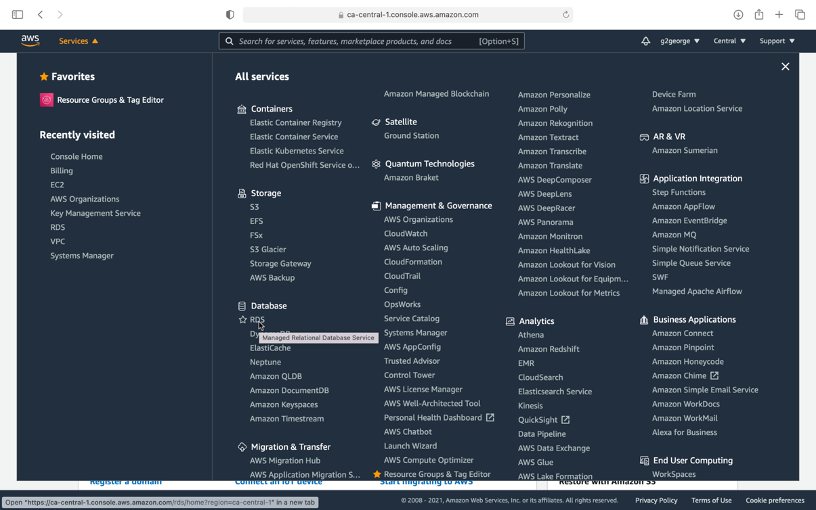 ca-central-1.console.aws.amazon.com
aws
Services
Search for services, features, marketplace products, and docs
[Option+S]
g2george
Central
Support
Favorites
Resource Groups & Tag Editor
Recently visited
Console Home
Billing
EC2
AWS Organizations
Key Management Service
RDS
VPC
Systems Manager
All services
Containers
Elastic Container Registry
Elastic Container Service
Elastic Kubernetes Service
Red Hat OpenShift Service o...
Storage
S3
EFS
FSx
S3 Glacier
Storage Gateway
AWS Backup
Database
RDS
Managed Relational Database Service
ElastiCache
Neptune
Amazon QLDB
Amazon DocumentDB
Amazon Keyspaces
Amazon Timestream
Migration & Transfer
AWS Migration Hub
AWS Application Migration S...
Amazon Managed Blockchain
Satellite
Ground Station
Quantum Technologies
Amazon Braket
Management & Governance
AWS Organizations
CloudWatch
AWS Auto Scaling
CloudFormation
CloudTrail
Config
OpsWorks
Service Catalog
Systems Manager
AWS AppConfig
Trusted Advisor
Control Tower
AWS License Manager
AWS Well-Architected Tool
Personal Health Dashboard
AWS Chatbot
Launch Wizard
AWS Compute Optimizer
Resource Groups & Tag Editor
Amazon Personalize
Amazon Polly
Amazon Rekognition
Amazon Textract
Amazon Transcribe
Amazon Translate
AWS DeepComposer
AWS DeepLens
AWS DeepRacer
AWS Panorama
Amazon Monitron
Amazon HealthLake
Amazon Lookout for Vision
Amazon Lookout for Equipm...
Amazon Lookout for Metrics
Analytics
Athena
Amazon Redshift
EMR
CloudSearch
Elasticsearch Service
Kinesis
QuickSight
Data Pipeline
AWS Data Exchange
AWS Glue
AWS Lake Formation
Device Farm
Amazon Location Service
AR & VR
Amazon Sumerian
Application Integration
Step Functions
Amazon AppFlow
Amazon EventBridge
Amazon MQ
Simple Notification Service
Simple Queue Service
SWF
Managed Apache Airflow
Business Applications
Amazon Connect
Amazon Pinpoint
Amazon Honeycode
Amazon Chime
Amazon Simple Email Service
Amazon WorkDocs
Amazon WorkMail
Alexa for Business
End User Computing
WorkSpaces
Register a domain
Connect an IoT device
Start migrating to AWS
Restore with Amazon S3
Open "https://ca-central-1.console.aws.amazon.com/rds/home?region=ca-central-1" in a new tab
© 2008 - 2021, Amazon Web Services, Inc. or its affiliates. All rights reserved.
Privacy Policy
Terms of Use
Cookie preferences